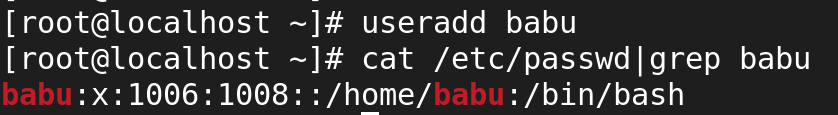 [root@localhost ~]# useradd babu
[root@localhost ~]# cat /etc/passwd|grep babu
babu:x:1006:1008::/home/babu:/bin/bash